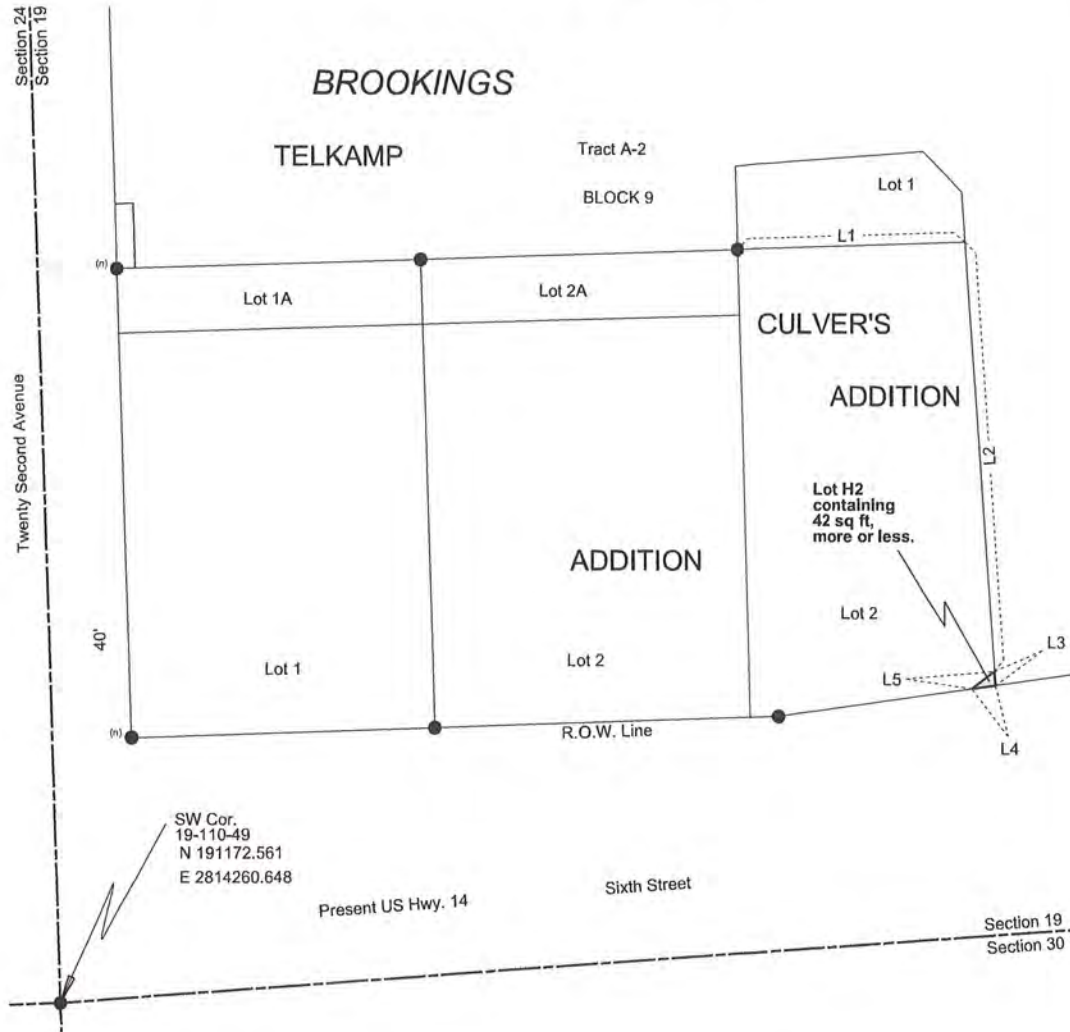 Section 24
Section 19
BROOKINGS
TELKAMP
Tract A-2
BLOCK 9
Lot 1
L1
(n)
Lot 1A
Lot 2A
CULVER'S
ADDITION
Twenty Second Avenue
L2
Lot H2
containing
42 sq ft,
more or less.
ADDITION
Lot 2
40'
Lot 1
Lot 2
L3
L5
L4
(n)
R.O.W. Line
SW Cor.
19-110-49
N 191172.561
E 2814260.648
Present US Hwy. 14
Sixth Street
Section 19
Section 30